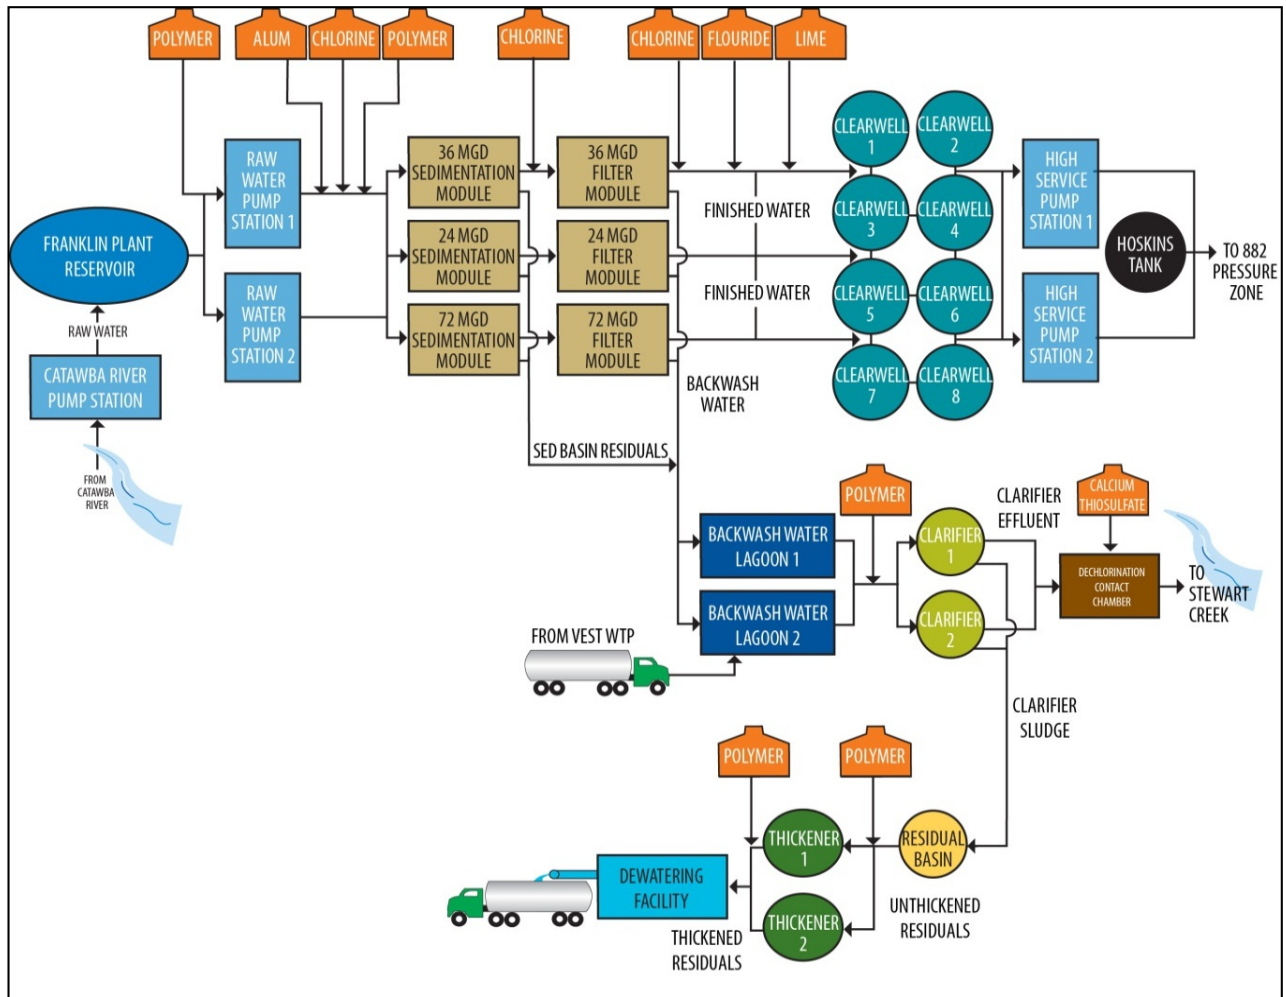 POLYMER
ALUM
CHLORINE
POLYMER
CHLORINE
CHLORINE
FLOURIDE
LIME
RAW
WATER
PUMP
STATION 1
36 MGD
SEDIMENTATION
MODULE
36 MGD
FILTER
MODULE
CLEARWELL
1
CLEARWELL
2
HIGH
SERVICE
PUMP
STATION 1
FRANKLIN PLANT
RESERVOIR
24 MGD
SEDIMENTATION
MODULE
24 MGD
FILTER
MODULE
FINISHED WATER
CLEARWELL
3
CLEARWELL
4
HOSKINS
TANK
TO 882
PRESSURE
ZONE
RAW
WATER
PUMP
STATION 2
FINISHED WATER
CLEARWELL
5
CLEARWELL
6
HIGH
SERVICE
PUMP
STATION 2
RAW WATER
72 MGD
SEDIMENTATION
MODULE
72 MGD
FILTER
MODULE
CATAWBA RIVER
PUMP STATION
BACKWASH
WATER
CLEARWELL
7
CLEARWELL
8
FROM
CATAWBA
RIVER
SED BASIN RESIDUALS
POLYMER
CLARIFIER
EFFLUENT
CALCIUM
THIOSULFATE
BACKWASH WATER
LAGOON 1
CLARIFIER
1
DECHLORINATION
CONTACT
CHAMBER
TO
STEWART
CREEK
BACKWASH WATER
LAGOON 2
CLARIFIER
2
FROM VEST WTP
CLARIFIER
SLUDGE
POLYMER
POLYMER
THICKENER
1
RESIDUAL
BASIN
DEWATERING
FACILITY
UNTHICKENED
RESIDUALS
THICKENER
2
THICKENED
RESIDUALS